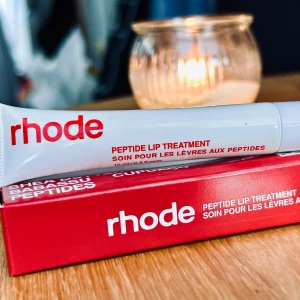 rhode
PEPTIDE LIP TREATMENT
SOIN POUR LES LÈVRES AUX PEPTIDES
PEPTIDES
rhode
PEPTIDE LIP TREATMENT
SOIN POUR LES LÈVRES AUX